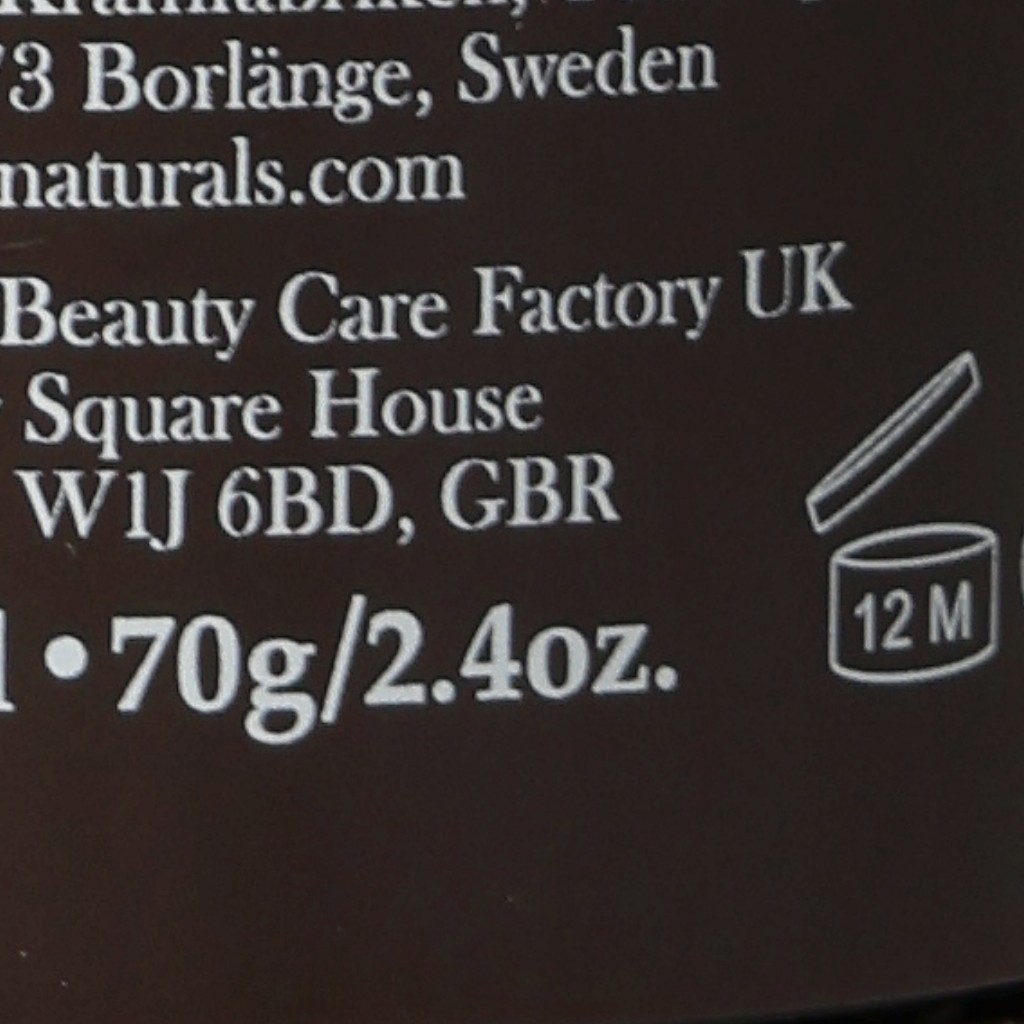 73 Borlänge, Sweden
naturals.com
Beauty Care Factory UK
Square House
W1J 6BD, GBR
• 70g/2.4oz.
12 M